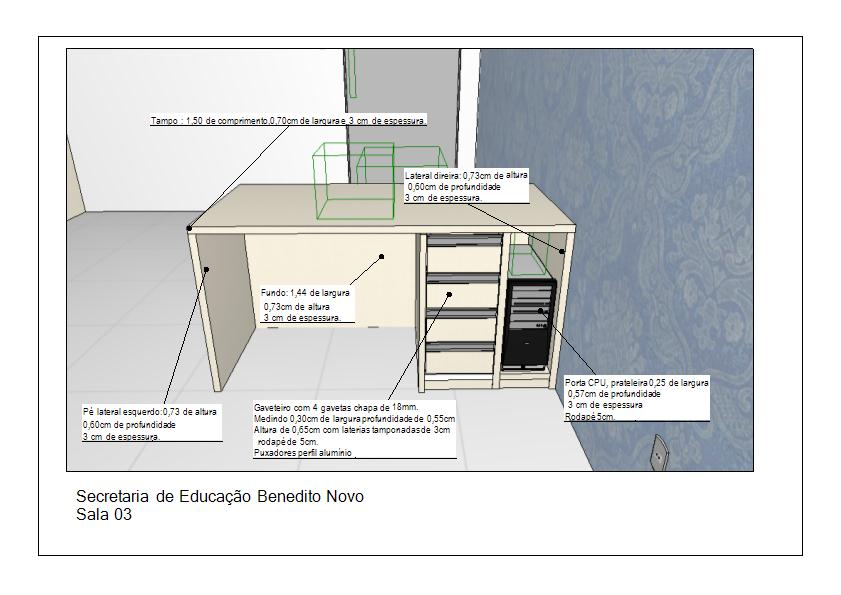 Tampo : 1,50 de comprimento,0,70cm de largura e 3 cm de espessura.
Lateral direira: 0,73cm de altura
0,60cm de profundidade
3 cm de espessura.
Fundo: 1,44 de largura
0,73cm de altura
3 cm de espessura.
Pé lateral esquerdo:0,73 de altura
0,60cm de profundidade
3 cm de espessura.
Gaveteiro com 4 gavetas chapa de 18mm.
Medindo 0,30cm de largura profundidade de 0,55cm
Altura de 0,65cm com laterias tamponadas de 3cm
rodapé de 5cm.
Puxadores perfil alumínio
Porta CPU, prateleira 0,25 de largura
0,57cm de profundidade
3 cm de espessura
Rodapé 5cm.
Secretaria de Educação Benedito Novo
Sala 03